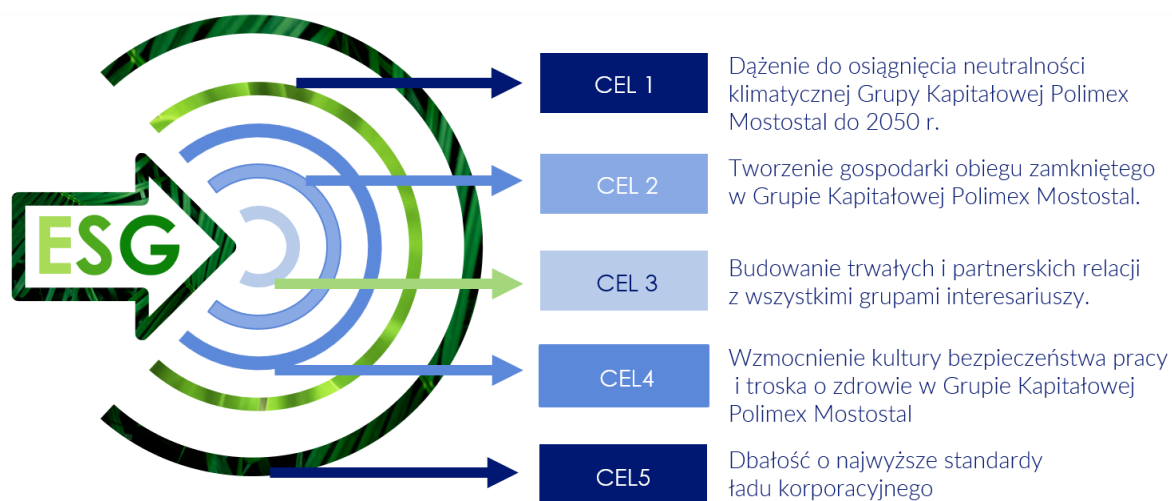 ESG
CEL 1
Dążenie do osiągnięcia neutralności
klimatycznej Grupy Kapitałowej Polimex
Mostostal do 2050 r.
CEL 2
Tworzenie gospodarki obiegu zamkniętego
w Grupie Kapitałowej Polimex Mostostal.
CEL 3
Budowanie trwałych i partnerskich relacji
z wszystkimi grupami interesariuszy.
CEL4
Wzmocnienie kultury bezpieczeństwa pracy
i troska o zdrowie w Grupie Kapitałowej
Polimex Mostostal
CEL5
Dbałość o najwyższe standardy
ładu korporacyjnego